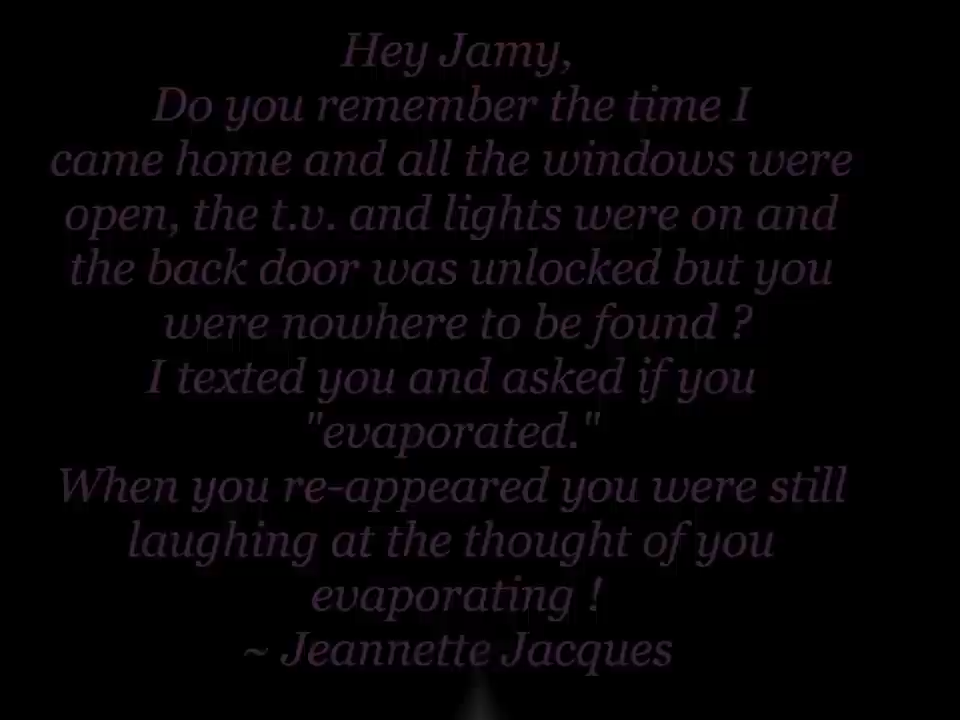 Hey Jamy,
Do you remember the time I
came home and all the windows were
open, the t.v. and lights were on and
the back door was unlocked but you
were nowhere to be found ?
I texted you and asked if you
"evaporated."
When you re-appeared you were still
laughing at the thought of you
evaporating !
~ Jeannette Jacques